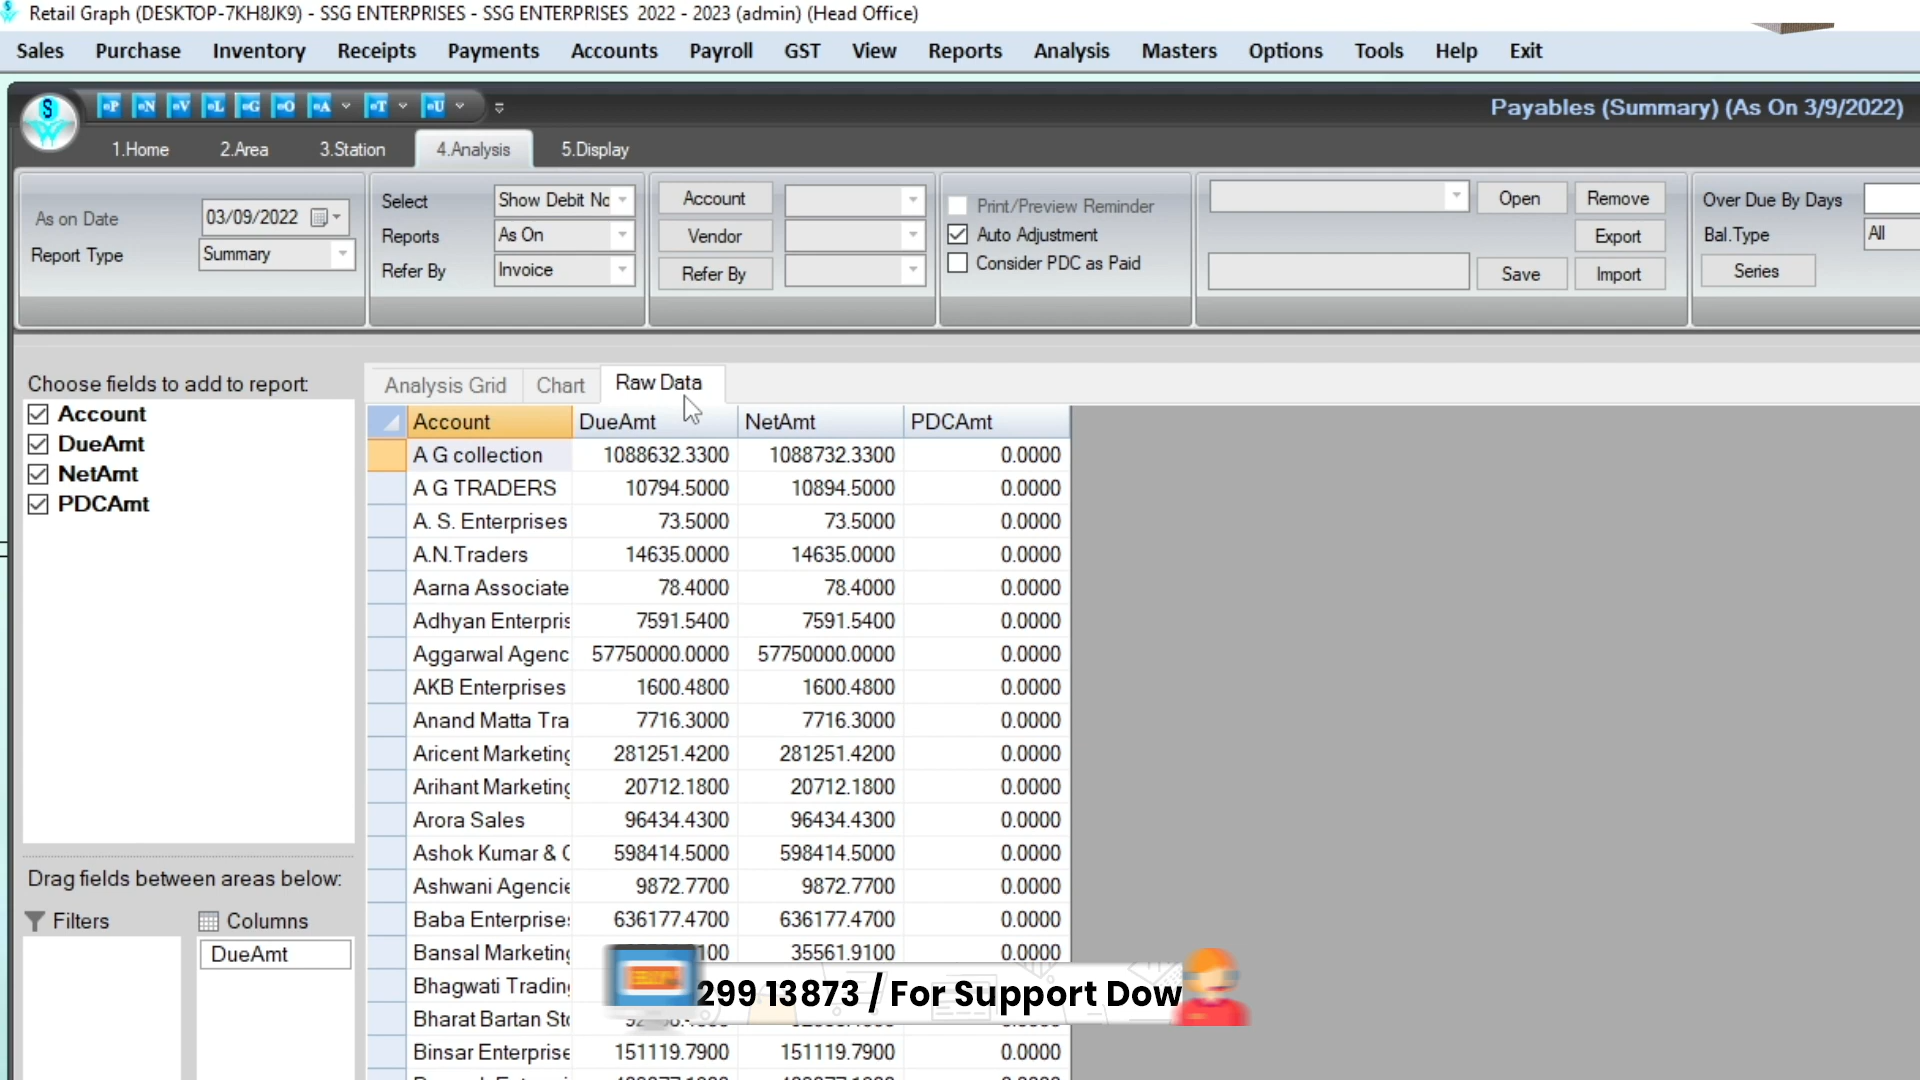 Retail Graph (DESKTOP-7KH8JK9) - SSG ENTERPRISES - SSG ENTERPRISES 2022 - 2023 (admin) (Head Office)
Sales Purchase Inventory Receipts Payments Accounts Payroll GST View Reports Analysis Masters Options Tools Help Exit
P N V L G O A T U
Payables (Summary) (As On 3/9/2022)
1.Home 2.Area 3.Station 4.Analysis 5.Display
As on Date 03/09/2022
Report Type Summary
Select Show Debit Nc
Reports As On
Refer By Invoice
Account
Vendor
Refer By
Print/Preview Reminder
Auto Adjustment
Consider PDC as Paid
Open Remove
Export
Save Import
Over Due By Days
Bal.Type All
Series
Choose fields to add to report:
Account
DueAmt
NetAmt
PDCAmt
Drag fields between areas below:
Filters Columns
DueAmt
Analysis Grid Chart Raw Data
Account DueAmt NetAmt PDCAmt
A G collection 1088632.3300 1088732.3300 0.0000
A G TRADERS 10794.5000 10894.5000 0.0000
A. S. Enterprises 73.5000 73.5000 0.0000
A.N.Traders 14635.0000 14635.0000 0.0000
Aarna Associate 78.4000 78.4000 0.0000
Adhyan Enterpris 7591.5400 7591.5400 0.0000
Aggarwal Agenc 57750000.0000 57750000.0000 0.0000
AKB Enterprises 1600.4800 1600.4800 0.0000
Anand Matta Tra 7716.3000 7716.3000 0.0000
Aricent Marketing 281251.4200 281251.4200 0.0000
Arihant Marketing 20712.1800 20712.1800 0.0000
Arora Sales 96434.4300 96434.4300 0.0000
Ashok Kumar & C 598414.5000 598414.5000 0.0000
Ashwani Agencie 9872.7700 9872.7700 0.0000
Baba Enterprises 636177.4700 636177.4700 0.0000
Bansal Marketing 100 35561.9100 0.0000
Bhagwati Trading
Bharat Bartan Sto
Binsar Enterprise 151119.7900 151119.7900 0.0000
299 13873 / For Support Dow